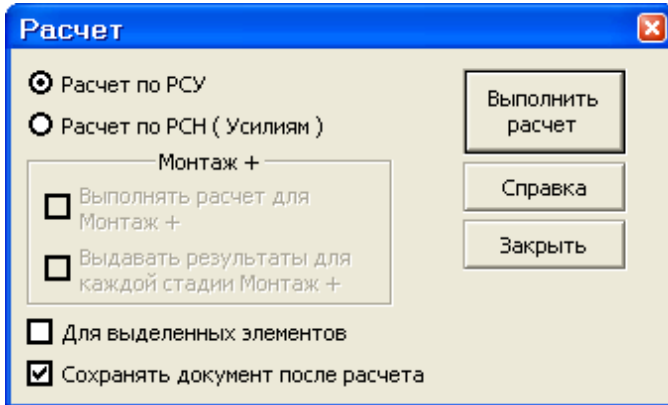 Расчет
Расчет по РСУ
Расчет по РСН ( Усилиям )
Монтаж +
Выполнять расчет для
Монтаж +
Выдавать результаты для
каждой стадии Монтаж +
Для выделенных элементов
Сохранять документ после расчета
Выполнить
расчет
Справка
Закрыть